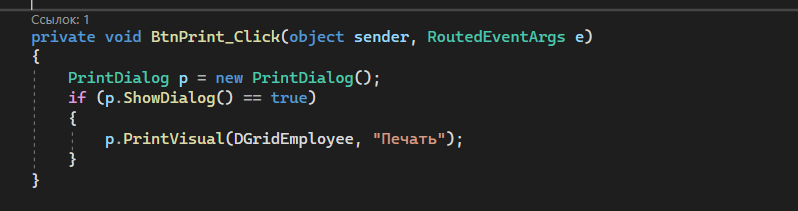 Ссылок: 1
private void BtnPrint_Click(object sender, RoutedEventArgs e)
{
PrintDialog p = new PrintDialog();
if (p.ShowDialog() == true)
{
p.PrintVisual(DGridEmployee, "Печать");
}
}